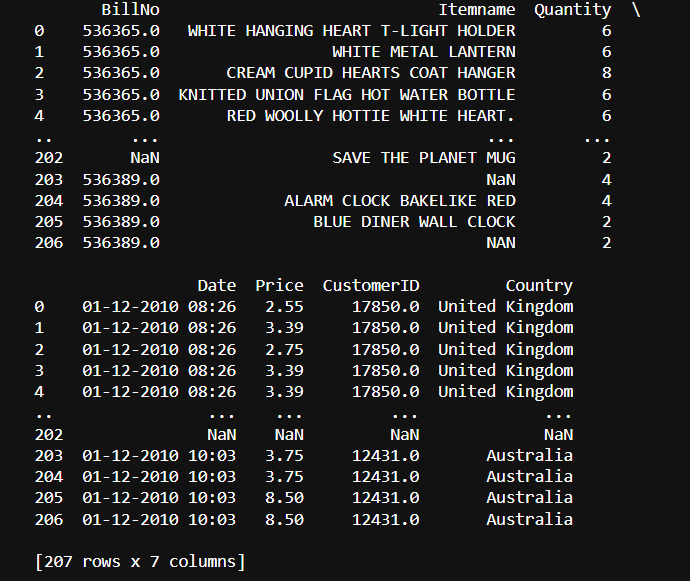 BillNo Itemname Quantity \
0 536365.0 WHITE HANGING HEART T-LIGHT HOLDER 6
1 536365.0 WHITE METAL LANTERN 6
2 536365.0 CREAM CUPID HEARTS COAT HANGER 8
3 536365.0 KNITTED UNION FLAG HOT WATER BOTTLE 6
4 536365.0 RED WOOLLY HOTTIE WHITE HEART. 6
.. ... ... ...
202 NaN SAVE THE PLANET MUG 2
203 536389.0 NaN 4
204 536389.0 ALARM CLOCK BAKELIKE RED 4
205 536389.0 BLUE DINER WALL CLOCK 2
206 536389.0 NAN 2
Date Price CustomerID Country
0 01-12-2010 08:26 2.55 17850.0 United Kingdom
1 01-12-2010 08:26 3.39 17850.0 United Kingdom
2 01-12-2010 08:26 2.75 17850.0 United Kingdom
3 01-12-2010 08:26 3.39 17850.0 United Kingdom
4 01-12-2010 08:26 3.39 17850.0 United Kingdom
.. ... ... ... ...
202 NaN NaN NaN NaN
203 01-12-2010 10:03 3.75 12431.0 Australia
204 01-12-2010 10:03 3.75 12431.0 Australia
205 01-12-2010 10:03 8.50 12431.0 Australia
206 01-12-2010 10:03 8.50 12431.0 Australia
[207 rows x 7 columns]